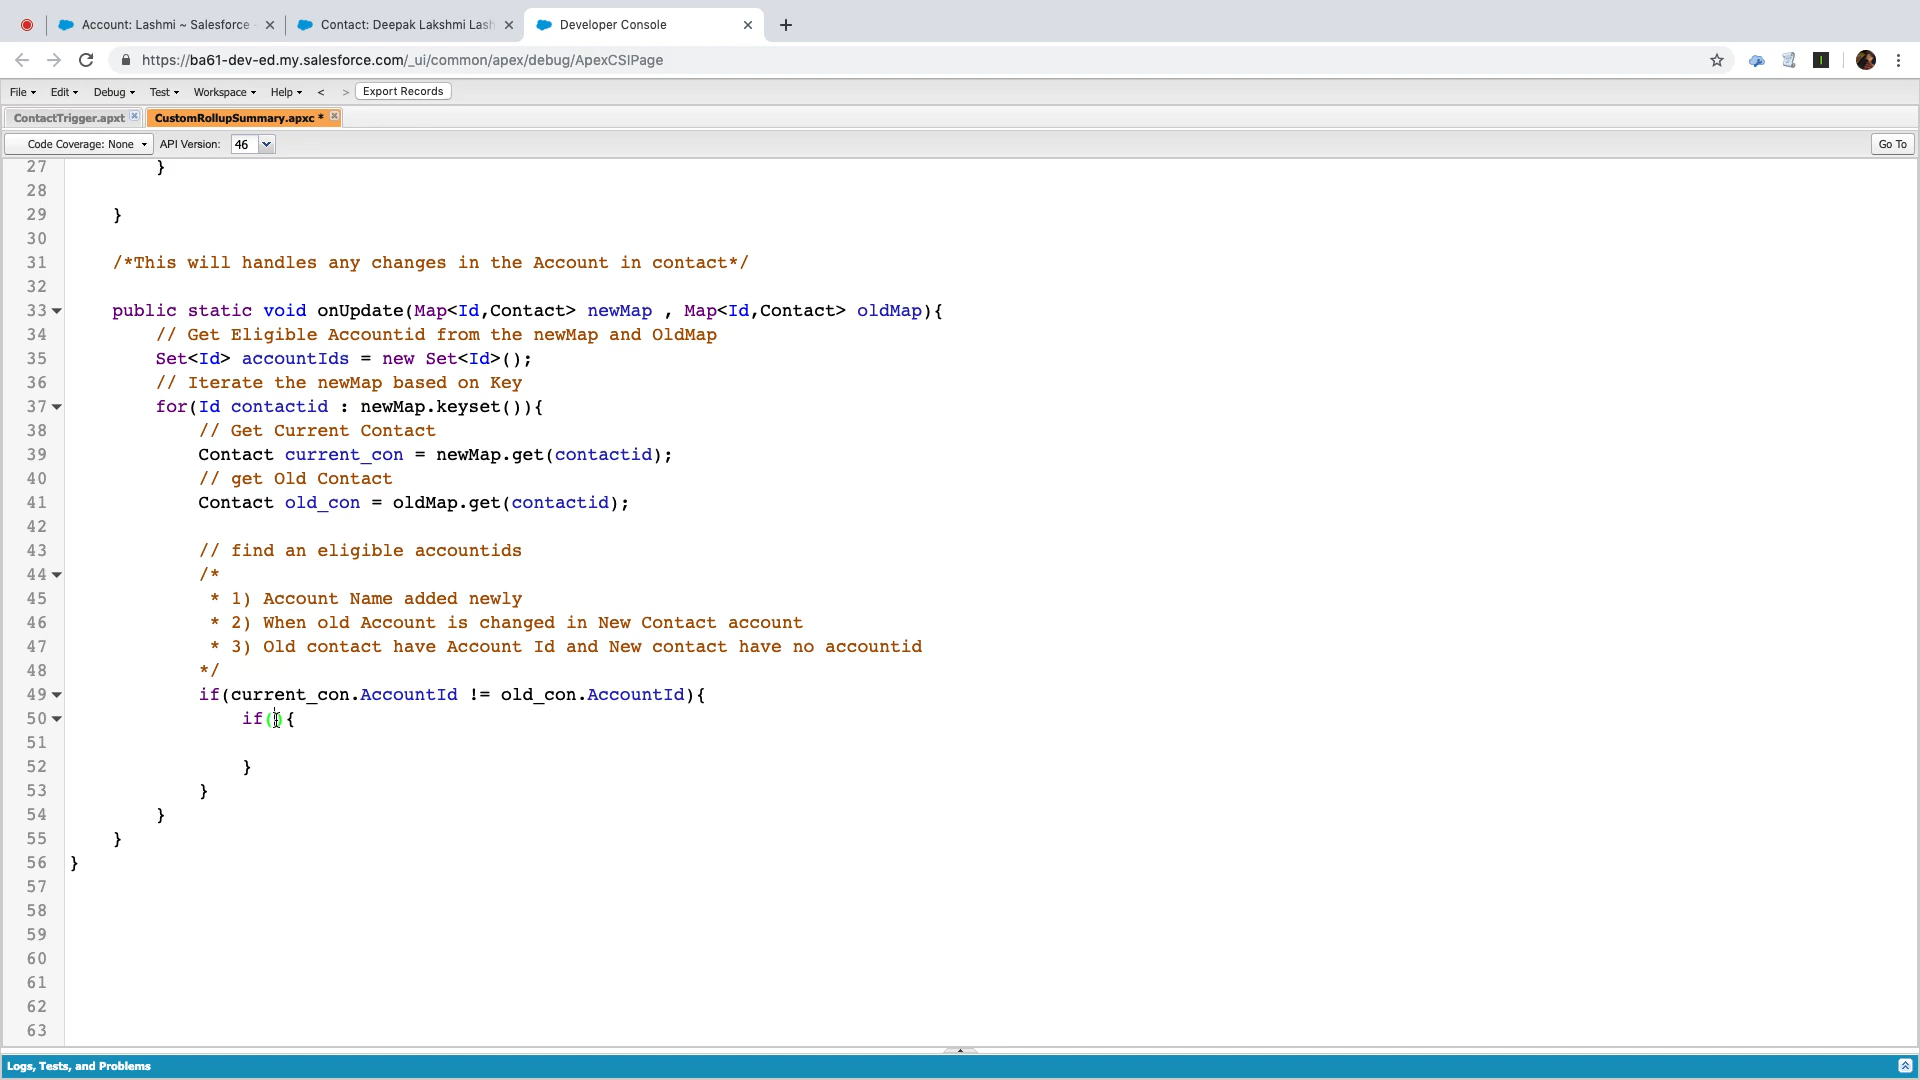 Account: Lashmi ~ Salesforce
Contact: Deepak Lakshmi Lash
Developer Console
https://ba61-dev-ed.my.salesforce.com/_ui/common/apex/debug/ApexCSIPage
File Edit Debug Test Workspace Help < > Export Records
ContactTrigger.apxt CustomRollupSummary.apxc *
Code Coverage: None API Version: 46 Go To
27 }
28
29 }
30
31 /*This will handles any changes in the Account in contact*/
32
33 public static void onUpdate(Map<Id,Contact> newMap , Map<Id,Contact> oldMap){
34 // Get Eligible Accountid from the newMap and OldMap
35 Set<Id> accountIds = new Set<Id>();
36 // Iterate the newMap based on Key
37 for(Id contactid : newMap.keyset()){
38 // Get Current Contact
39 Contact current_con = newMap.get(contactid);
40 // get Old Contact
41 Contact old_con = oldMap.get(contactid);
42
43 // find an eligible accountids
44 /*
45 * 1) Account Name added newly
46 * 2) When old Account is changed in New Contact account
47 * 3) Old contact have Account Id and New contact have no accountid
48 */
49 if(current_con.AccountId != old_con.AccountId){
50 if(){
51
52 }
53 }
54 }
55 }
56 }
57
58
59
60
61
62
63
Logs, Tests, and Problems